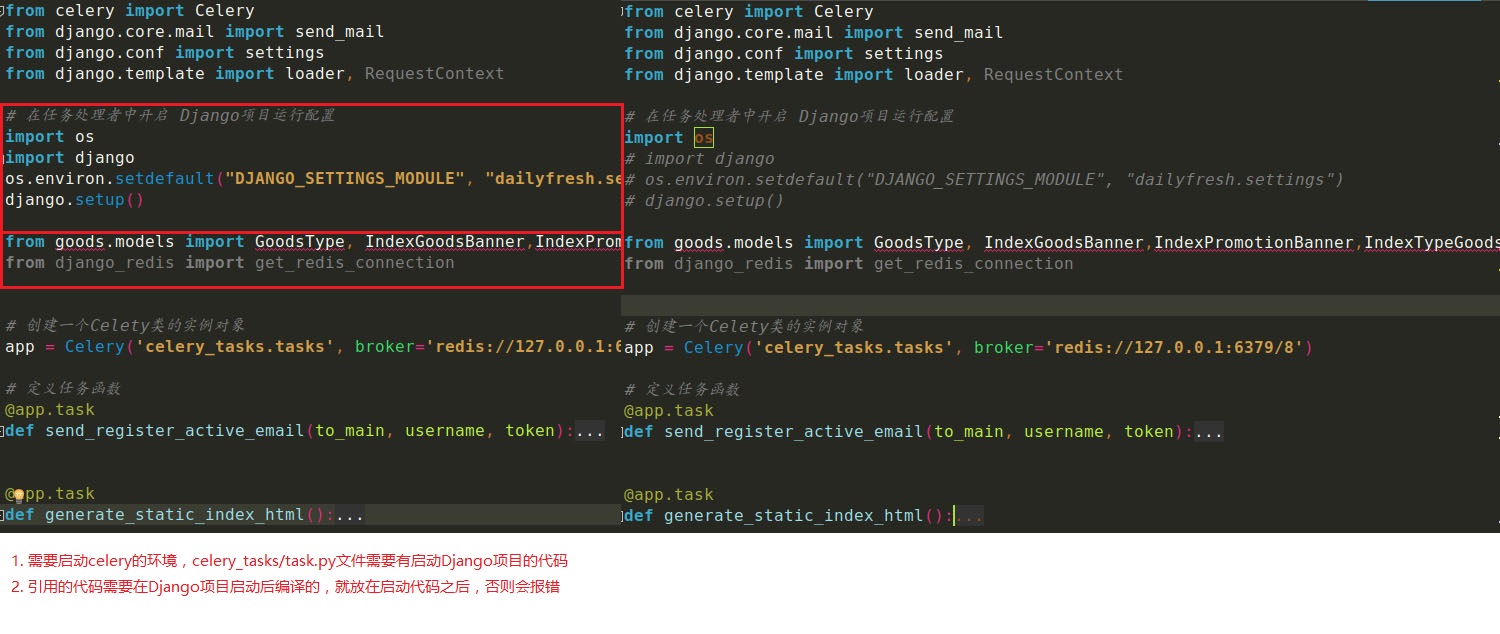 from celery import Celery
from django.core.mail import send_mail
from django.conf import settings
from django.template import loader, RequestContext
# 在任务处理者中开启 Django项目运行配置
import os
import django
os.environ.setdefault("DJANGO_SETTINGS_MODULE", "dailyfresh.se
django.setup()
from goods.models import GoodsType, IndexGoodsBanner,IndexProm
from django_redis import get_redis_connection
# 创建一个Celety类的实例对象
app = Celery('celery_tasks.tasks', broker='redis://127.0.0.1:6
# 定义任务函数
@app.task
def send_register_active_email(to_main, username, token):...
@app.task
def generate_static_index_html():...
from celery import Celery
from django.core.mail import send_mail
from django.conf import settings
from django.template import loader, RequestContext
# 在任务处理者中开启 Django项目运行配置
import os
# import django
# os.environ.setdefault("DJANGO_SETTINGS_MODULE", "dailyfresh.settings")
# django.setup()
from goods.models import GoodsType, IndexGoodsBanner,IndexPromotionBanner,IndexTypeGoods
from django_redis import get_redis_connection
# 创建一个Celety类的实例对象
app = Celery('celery_tasks.tasks', broker='redis://127.0.0.1:6379/8')
# 定义任务函数
@app.task
def send_register_active_email(to_main, username, token):...
@app.task
def generate_static_index_html():...
1. 需要启动celery的环境，celery_tasks/task.py文件需要有启动Django项目的代码
2. 引用的代码需要在Django项目启动后编译的，就放在启动代码之后，否则会报错